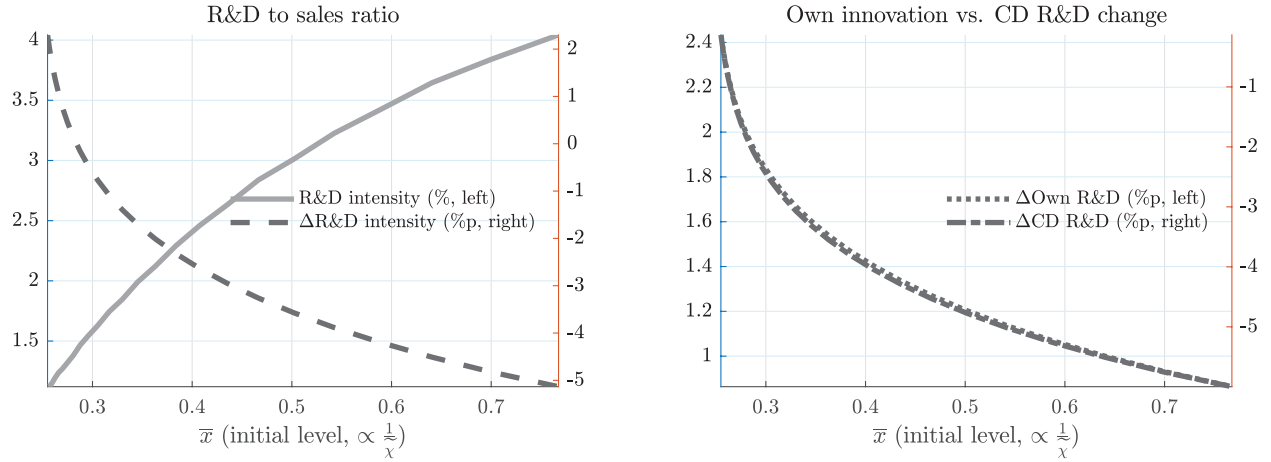 R&D to sales ratio
4
3.5
3
2.5
2
1.5
2
1
0
-1
-2
-3
-4
-5
R&D intensity (%, left)
ΔR&D intensity (%p, right)
0.3 0.4 0.5 0.6 0.7
x̅ (initial level, ∝ 1/χ̃)
Own innovation vs. CD R&D change
2.4
2.2
2
1.8
1.6
1.4
1.2
1
-1
-2
-3
-4
-5
ΔOwn R&D (%p, left)
ΔCD R&D (%p, right)
0.3 0.4 0.5 0.6 0.7
x̅ (initial level, ∝ 1/χ̃)